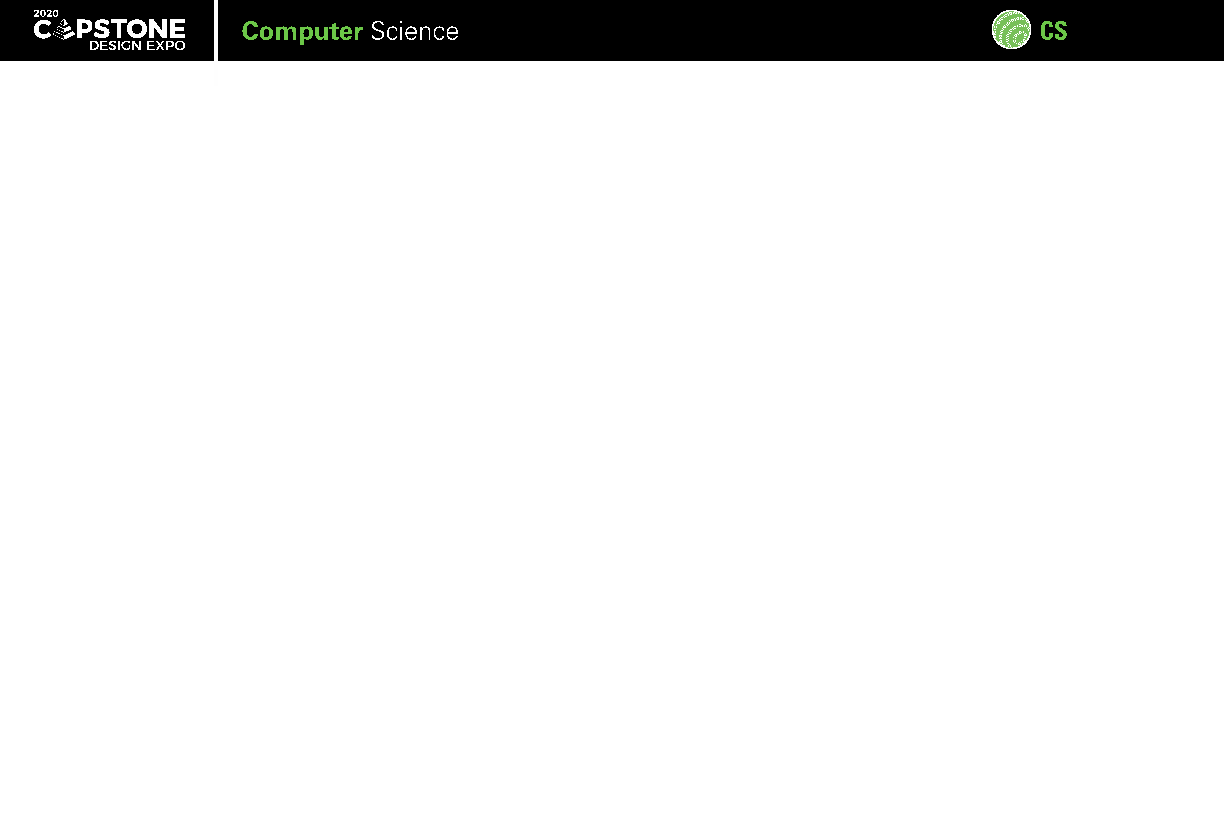 2020
CAPSTONE
DESIGN EXPO
Computer Science
CS